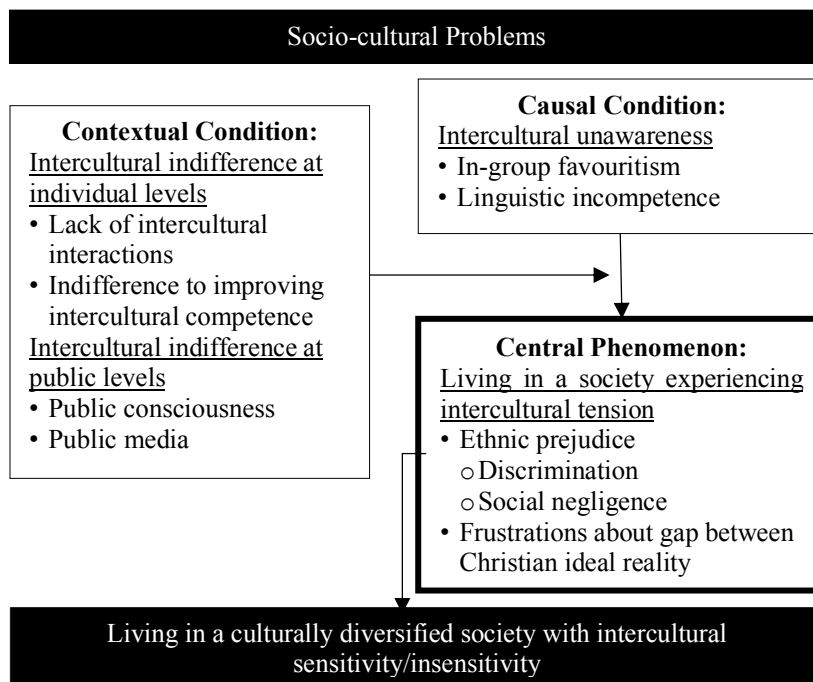 Socio-cultural Problems
Contextual Condition:
Intercultural indifference at
individual levels
• Lack of intercultural
interactions
• Indifference to improving
intercultural competence
Intercultural indifference at
public levels
• Public consciousness
• Public media
Causal Condition:
Intercultural unawareness
• In-group favouritism
• Linguistic incompetence
Central Phenomenon:
Living in a society experiencing
intercultural tension
• Ethnic prejudice
o Discrimination
o Social negligence
• Frustrations about gap between
Christian ideal reality
Living in a culturally diversified society with intercultural
sensitivity/insensitivity